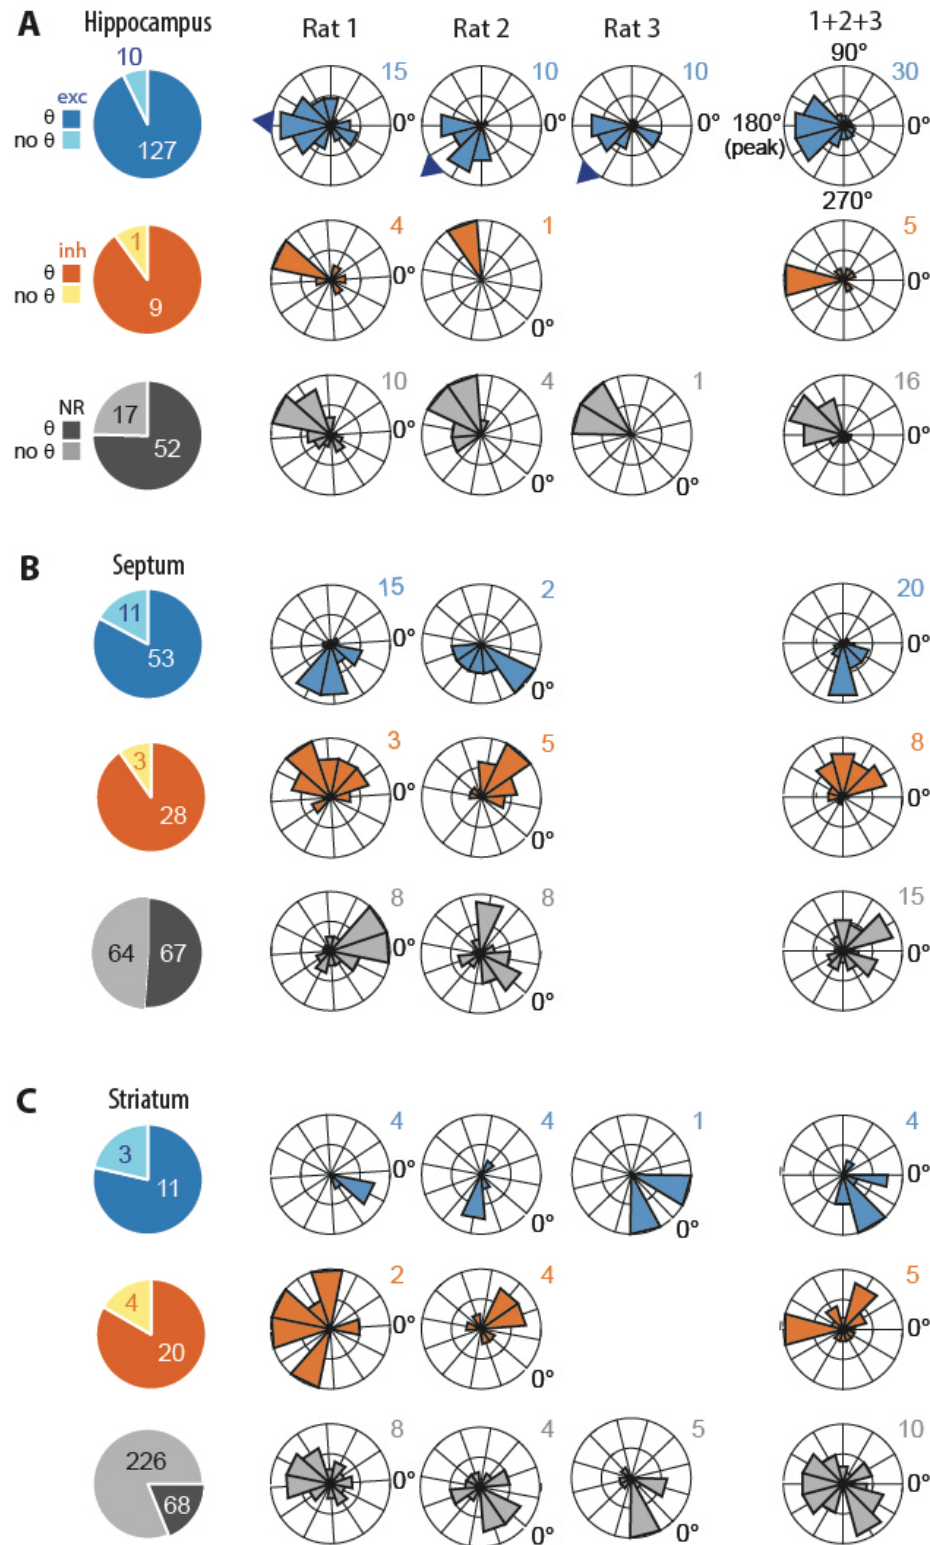 A Hippocampus Rat 1 Rat 2 Rat 3 1+2+3
90°
10 15 10 10 30
exc
θ
no θ
127
0° 0° 0° 180° 0°
(peak)
270°
inh
θ
no θ
1
9
4 1 5
0° 0° 0°
NR
θ
no θ
17
52
10 4 1 16
0° 0° 0° 0°
B Septum
11
53
15 2 20
0° 0° 0°
3
28
3 5 8
0° 0° 0°
64 67
8 8 15
0° 0° 0°
C Striatum
3
11
4 4 1 4
0° 0° 0° 0°
4
20
2 4 5
0° 0° 0°
226
68
8 4 5 10
0° 0° 0° 0°